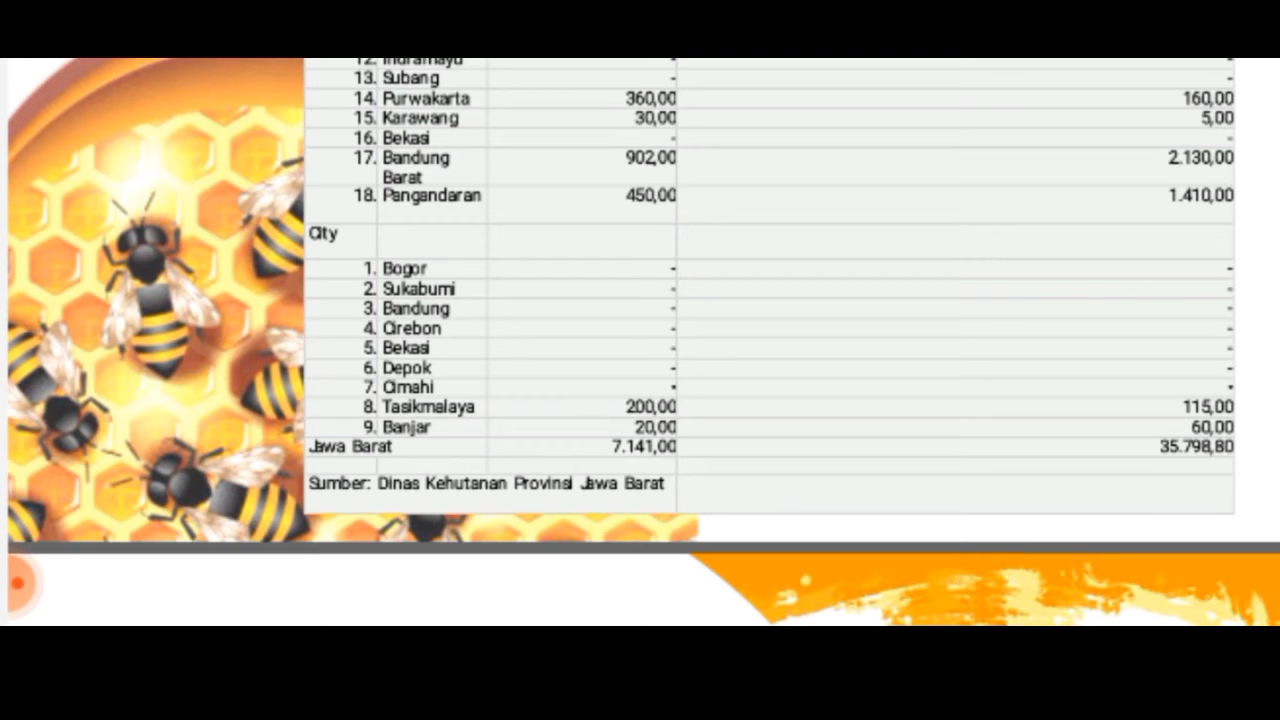 12. Indramayu - -
13. Subang - -
14. Purwakarta 360,00 160,00
15. Karawang 30,00 5,00
16. Bekasi - -
17. Bandung 902,00 2.130,00
Barat
18. Pangandaran 450,00 1.410,00
City
1. Bogor - -
2. Sukabumi - -
3. Bandung - -
4. Cirebon - -
5. Bekasi - -
6. Depok - -
7. Cimahi - -
8. Tasikmalaya 200,00 115,00
9. Banjar 20,00 60,00
Jawa Barat 7.141,00 35.798,80
Sumber: Dinas Kehutanan Provinsi Jawa Barat